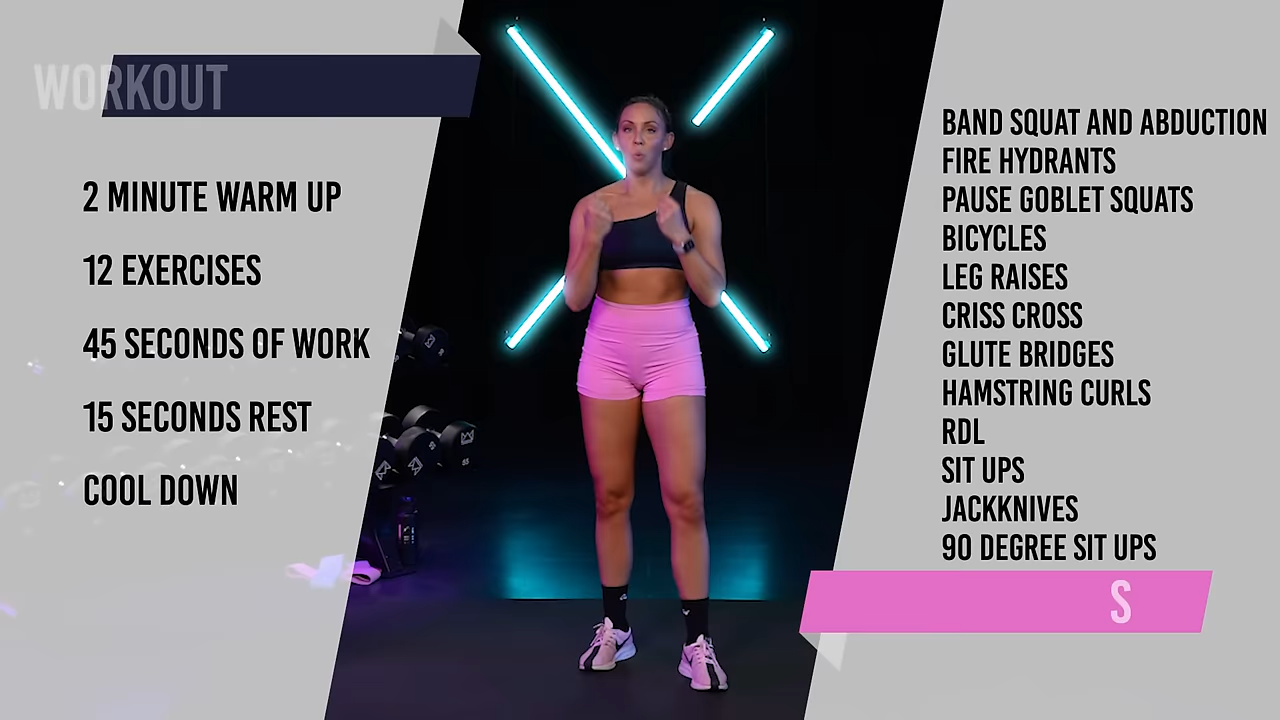 WORKOUT
2 MINUTE WARM UP
12 EXERCISES
45 SECONDS OF WORK
15 SECONDS REST
COOL DOWN
BAND SQUAT AND ABDUCTION
FIRE HYDRANTS
PAUSE GOBLET SQUATS
BICYCLES
LEG RAISES
CRISS CROSS
GLUTE BRIDGES
HAMSTRING CURLS
RDL
SIT UPS
JACKKNIVES
90 DEGREE SIT UPS
S